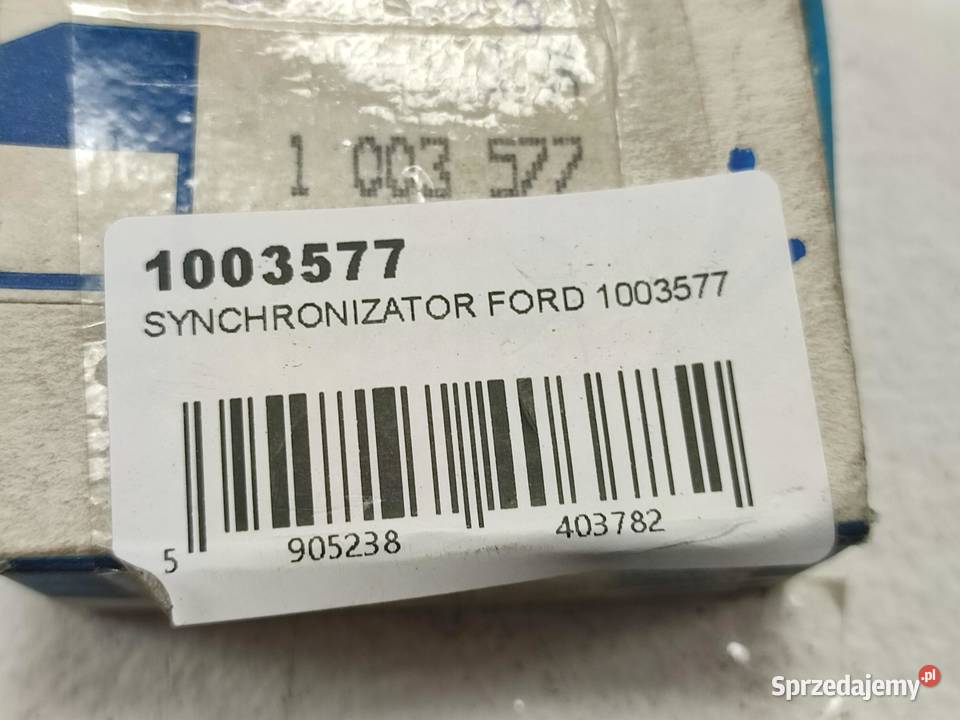 1 003 577
1003577
SYNCHRONIZATOR FORD 1003577
5 905238 403782
Sprzedajemy.pl